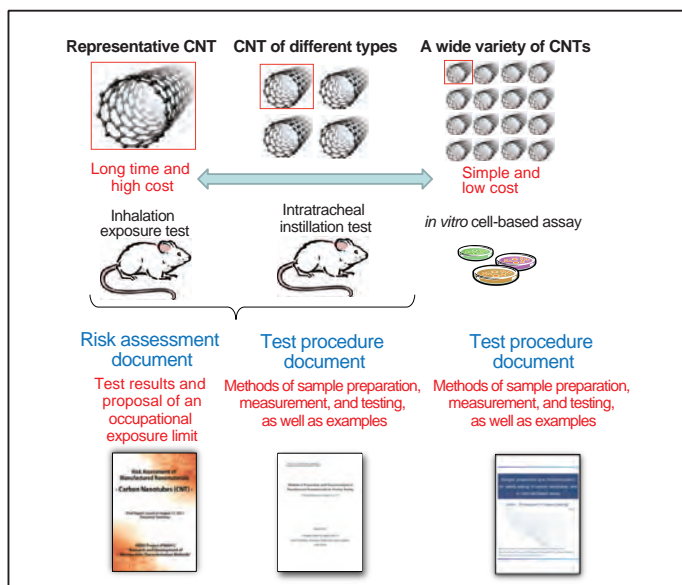 Representative CNT
CNT of different types
A wide variety of CNTs
Long time and
high cost
Simple and
low cost
Inhalation
exposure test
Intratracheal
instillation test
in vitro cell-based assay
Risk assessment
document
Test results and
proposal of an
occupational
exposure limit
Test procedure
document
Methods of sample preparation,
measurement, and testing,
as well as examples
Test procedure
document
Methods of sample preparation,
measurement, and testing,
as well as examples
Risk Assessment of
Manufactured Nanomaterials
- Carbon Nanotubes (CNT) -